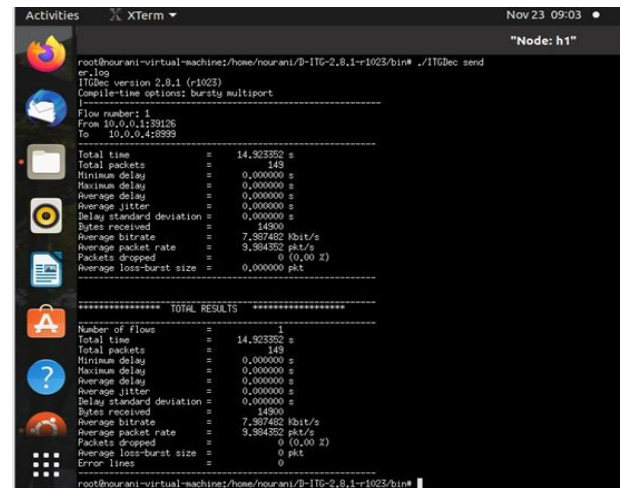 Activities XTerm Nov 23 09:03
"Node: h1"
root@nourani-virtual-machine:/home/nourani/D-ITG-2.8.1-r1023/bin# ./ITGDec send
er.log
ITGDec version 2.8.1 (r1023)
Compile-time options: bursty multiport
|----------------------------------------------------------
Flow number: 1
From 10.0.0.1:39126
To 10.0.0.4:8999
----------------------------------------------------------
Total time = 14.923352 s
Total packets = 149
Minimum delay = 0.000000 s
Maximum delay = 0.000000 s
Average delay = 0.000000 s
Average jitter = 0.000000 s
Delay standard deviation = 0.000000 s
Bytes received = 14900
Average bitrate = 7.987482 Kbit/s
Average packet rate = 9.984352 pkt/s
Packets dropped = 0 (0.00 %)
Average loss-burst size = 0.000000 pkt
----------------------------------------------------------
----------------------------------------------------------
**************** TOTAL RESULTS ******************
----------------------------------------------------------
Number of flows = 1
Total time = 14.923352 s
Total packets = 149
Minimum delay = 0.000000 s
Maximum delay = 0.000000 s
Average delay = 0.000000 s
Average jitter = 0.000000 s
Delay standard deviation = 0.000000 s
Bytes received = 14900
Average bitrate = 7.987482 Kbit/s
Average packet rate = 9.984352 pkt/s
Packets dropped = 0 (0.00 %)
Average loss-burst size = 0 pkt
Error lines = 0
----------------------------------------------------------
root@nourani-virtual-machine:/home/nourani/D-ITG-2.8.1-r1023/bin#